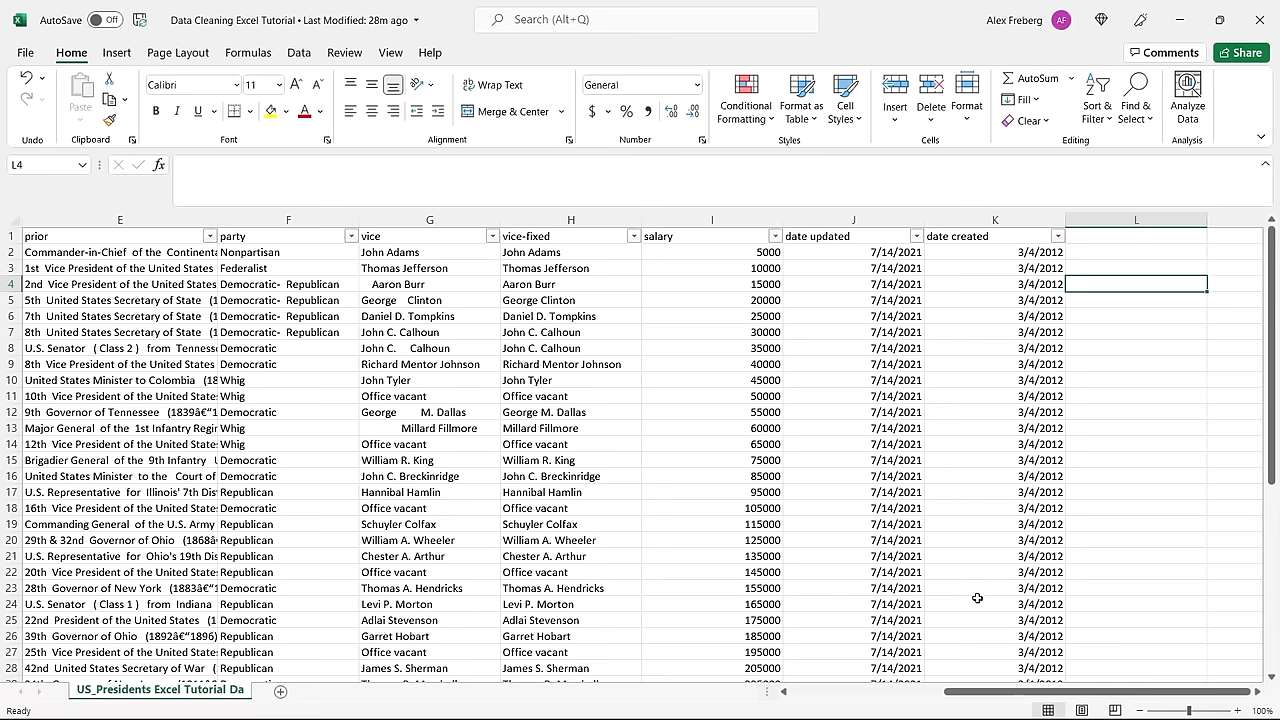 AutoSave Off Data Cleaning Excel Tutorial • Last Modified: 28m ago Search (Alt+Q) Alex Freberg AF
File Home Insert Page Layout Formulas Data Review View Help Comments Share
Calibri 11 Wrap Text General AutoSum
Paste Conditional Formatting Format as Table Cell Styles Insert Delete Format Fill Sort & Filter Find & Select Analyze Data
B I U Merge & Center $ % Clear
Undo Clipboard Font Alignment Number Styles Cells Editing Analysis
L4 fx
E F G H I J K L
1 prior party vice vice-fixed salary date updated date created
2 Commander-in-Chief of the Continenta Nonpartisan John Adams John Adams 5000 7/14/2021 3/4/2012
3 1st Vice President of the United States Federalist Thomas Jefferson Thomas Jefferson 10000 7/14/2021 3/4/2012
4 2nd Vice President of the United States Democratic- Republican Aaron Burr Aaron Burr 15000 7/14/2021 3/4/2012
5 5th United States Secretary of State (1 Democratic- Republican George Clinton George Clinton 20000 7/14/2021 3/4/2012
6 7th United States Secretary of State (1 Democratic- Republican Daniel D. Tompkins Daniel D. Tompkins 25000 7/14/2021 3/4/2012
7 8th United States Secretary of State (1 Democratic- Republican John C. Calhoun John C. Calhoun 30000 7/14/2021 3/4/2012
8 U.S. Senator ( Class 2 ) from Tenness Democratic John C. Calhoun John C. Calhoun 35000 7/14/2021 3/4/2012
9 8th Vice President of the United States Democratic Richard Mentor Johnson Richard Mentor Johnson 40000 7/14/2021 3/4/2012
10 United States Minister to Colombia (18 Whig John Tyler John Tyler 45000 7/14/2021 3/4/2012
11 10th Vice President of the United State Whig Office vacant Office vacant 50000 7/14/2021 3/4/2012
12 9th Governor of Tennessee (1839â€“1 Democratic George M. Dallas George M. Dallas 55000 7/14/2021 3/4/2012
13 Major General of the 1st Infantry Regi Whig Millard Fillmore Millard Fillmore 60000 7/14/2021 3/4/2012
14 12th Vice President of the United State Whig Office vacant Office vacant 65000 7/14/2021 3/4/2012
15 Brigadier General of the 9th Infantry Democratic William R. King William R. King 75000 7/14/2021 3/4/2012
16 United States Minister to the Court of Democratic John C. Breckinridge John C. Breckinridge 85000 7/14/2021 3/4/2012
17 U.S. Representative for Illinois' 7th Dis Republican Hannibal Hamlin Hannibal Hamlin 95000 7/14/2021 3/4/2012
18 16th Vice President of the United State Republican Office vacant Office vacant 105000 7/14/2021 3/4/2012
19 Commanding General of the U.S. Army Republican Schuyler Colfax Schuyler Colfax 115000 7/14/2021 3/4/2012
20 29th & 32nd Governor of Ohio (1868â Republican William A. Wheeler William A. Wheeler 125000 7/14/2021 3/4/2012
21 U.S. Representative for Ohio's 19th Dis Republican Chester A. Arthur Chester A. Arthur 135000 7/14/2021 3/4/2012
22 20th Vice President of the United State Republican Office vacant Office vacant 145000 7/14/2021 3/4/2012
23 28th Governor of New York (1883â€“1 Democratic Thomas A. Hendricks Thomas A. Hendricks 155000 7/14/2021 3/4/2012
24 U.S. Senator ( Class 1 ) from Indiana Republican Levi P. Morton Levi P. Morton 165000 7/14/2021 3/4/2012
25 22nd President of the United States (1 Democratic Adlai Stevenson Adlai Stevenson 175000 7/14/2021 3/4/2012
26 39th Governor of Ohio (1892â€“1896) Republican Garret Hobart Garret Hobart 185000 7/14/2021 3/4/2012
27 25th Vice President of the United State Republican Office vacant Office vacant 195000 7/14/2021 3/4/2012
28 42nd United States Secretary of War ( Republican James S. Sherman James S. Sherman 205000 7/14/2021 3/4/2012
US_Presidents Excel Tutorial Da
Ready 100%